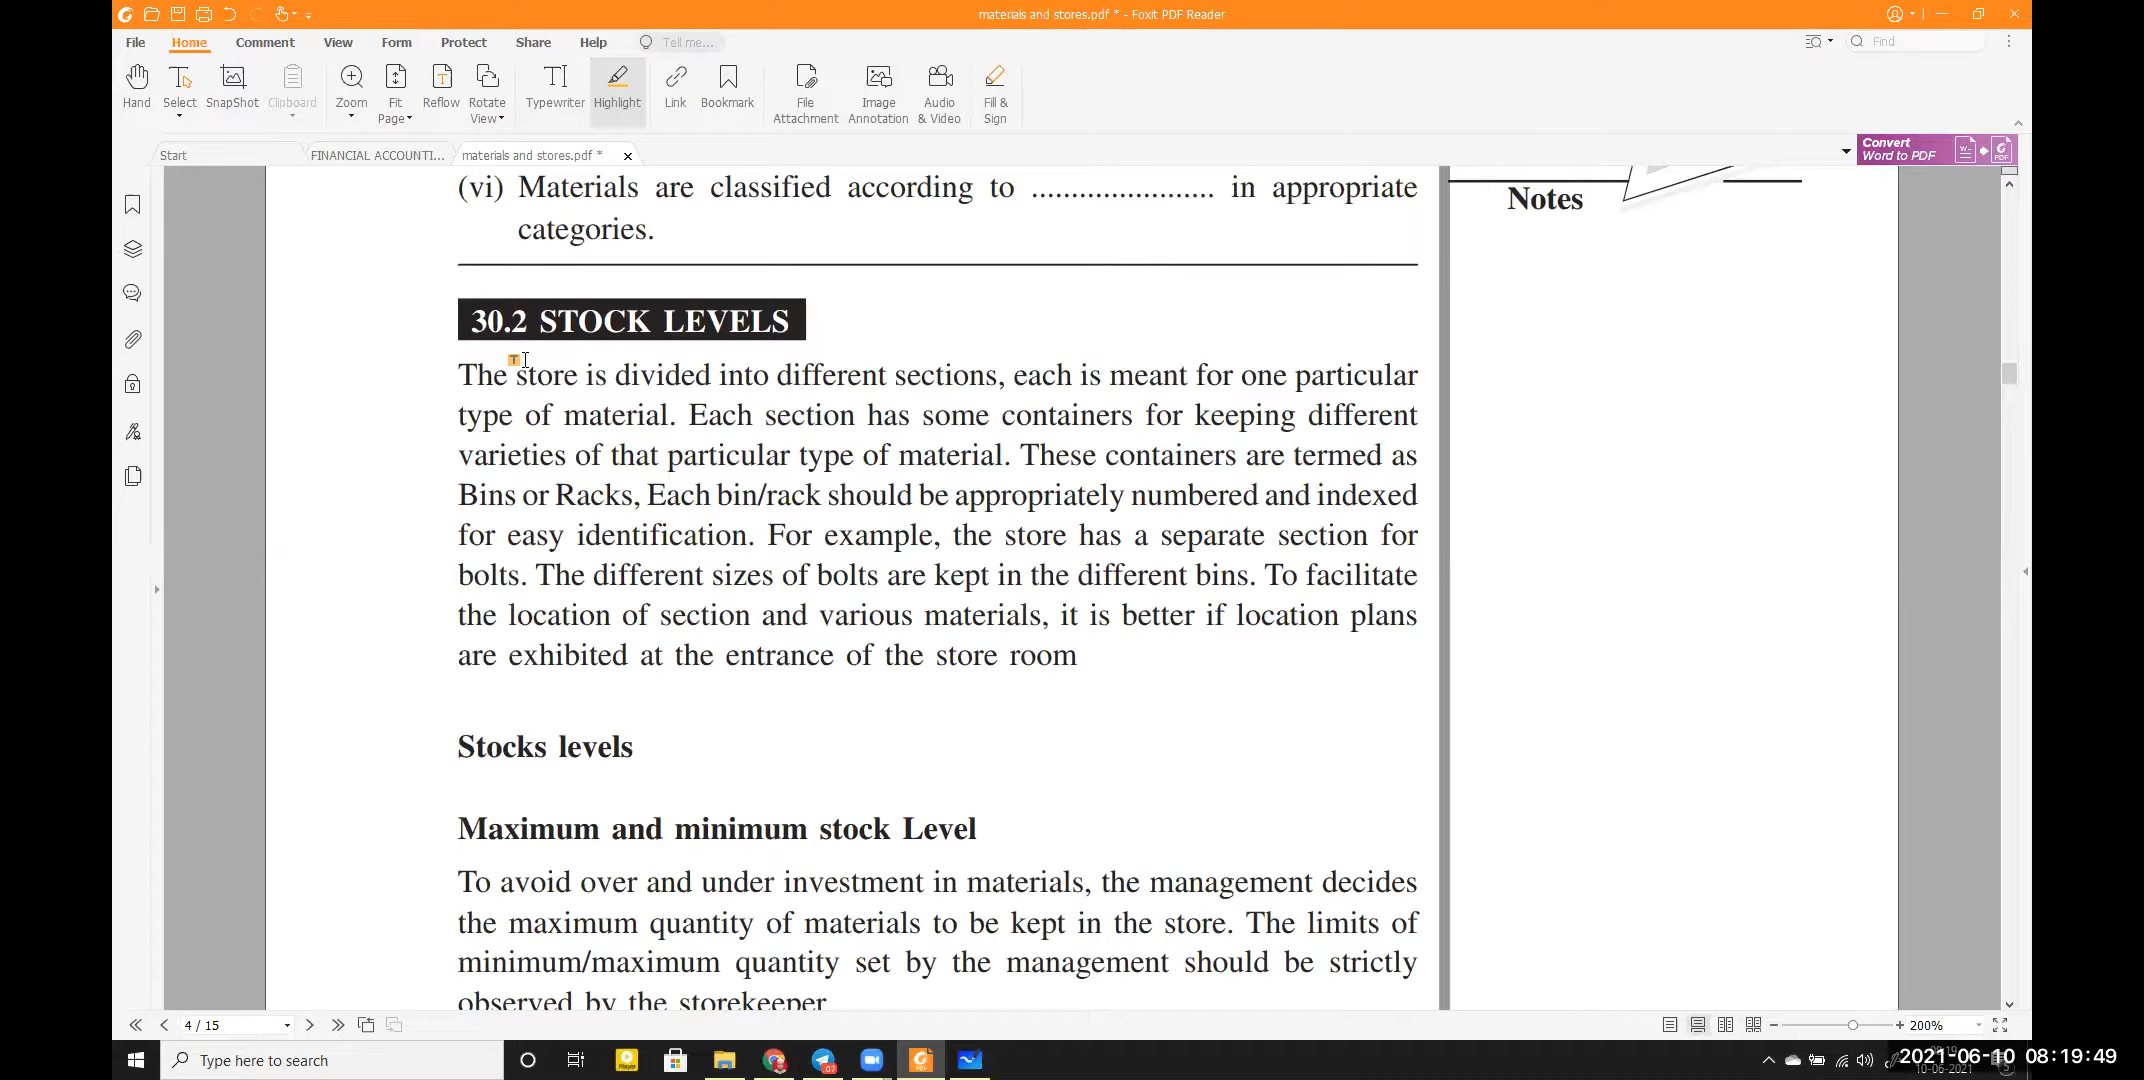 materials and stores.pdf * - Foxit PDF Reader
File Home Comment View Form Protect Share Help Tell me... Find
Hand Select SnapShot Clipboard Zoom Fit Page Reflow Rotate View Typewriter Highlight Link Bookmark File Attachment Image Annotation Audio & Video Fill & Sign
Start FINANCIAL ACCOUNTI... materials and stores.pdf *
Convert
Word to PDF
(vi) Materials are classified according to ....................... in appropriate
categories.
Notes
30.2 STOCK LEVELS
The store is divided into different sections, each is meant for one particular
type of material. Each section has some containers for keeping different
varieties of that particular type of material. These containers are termed as
Bins or Racks, Each bin/rack should be appropriately numbered and indexed
for easy identification. For example, the store has a separate section for
bolts. The different sizes of bolts are kept in the different bins. To facilitate
the location of section and various materials, it is better if location plans
are exhibited at the entrance of the store room
Stocks levels
Maximum and minimum stock Level
To avoid over and under investment in materials, the management decides
the maximum quantity of materials to be kept in the store. The limits of
minimum/maximum quantity set by the management should be strictly
observed by the storekeeper
4 / 15
200%
Type here to search
2021-06-10 08:19:49
10-06-2021